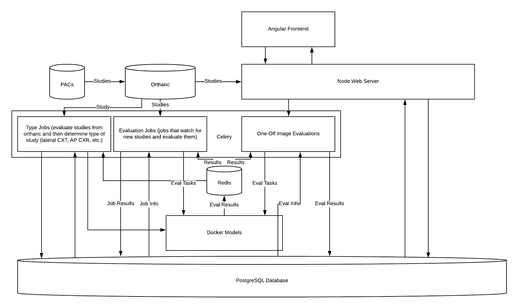 Angular Frontend
PACs
Studies
Orthanc
Studies
Node Web Server
Study
Studies
Type Jobs (evaluate studies from
orthanc and then determine type of
study (lateral CXT, AP CXR, etc.)
Evaluation Jobs (jobs that watch for
new studies and evaluate them)
Celery
One-Off image Evaluations
Results
Results
Redis
Eval Tasks
Eval Tasks
Job Results
Job Info
Eval Results
Eval Info
Eval Results
Docker Models
PostgreSQL Database